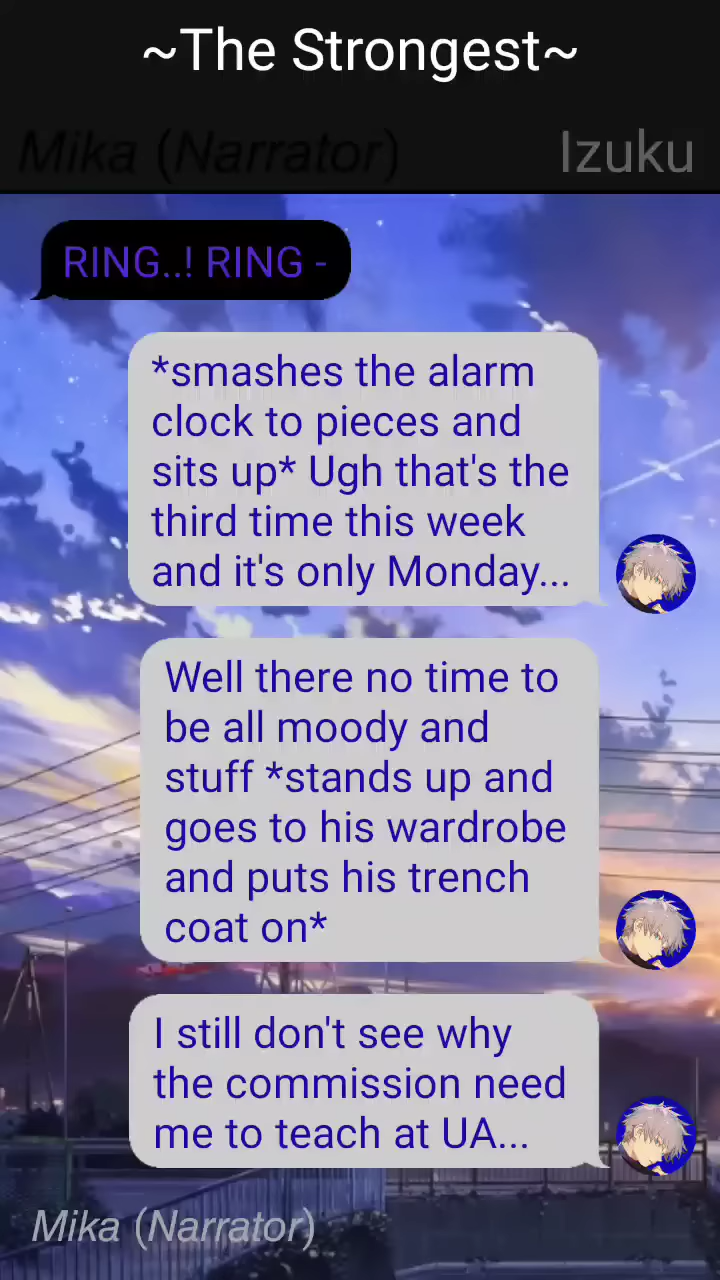 ~The Strongest~
Mika (Narrator)
Izuku
RING..! RING -
*smashes the alarm
clock to pieces and
sits up* Ugh that's the
third time this week
and it's only Monday...
Well there no time to
be all moody and
stuff *stands up and
goes to his wardrobe
and puts his trench
coat on*
I still don't see why
the commission need
me to teach at UA...
Mika (Narrator)